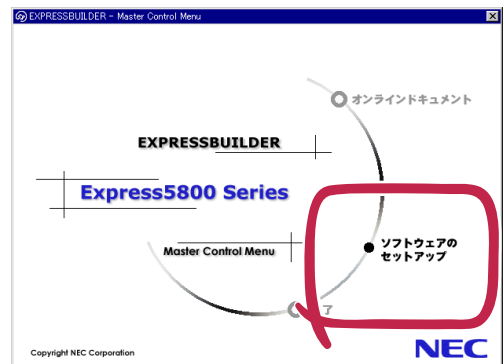 EXPRESSBUILDER - Master Control Menu
オンラインドキュメント
EXPRESSBUILDER
Express5800 Series
ソフトウェアの
セットアップ
Master Control Menu
了
Copyright NEC Corporation
NEC